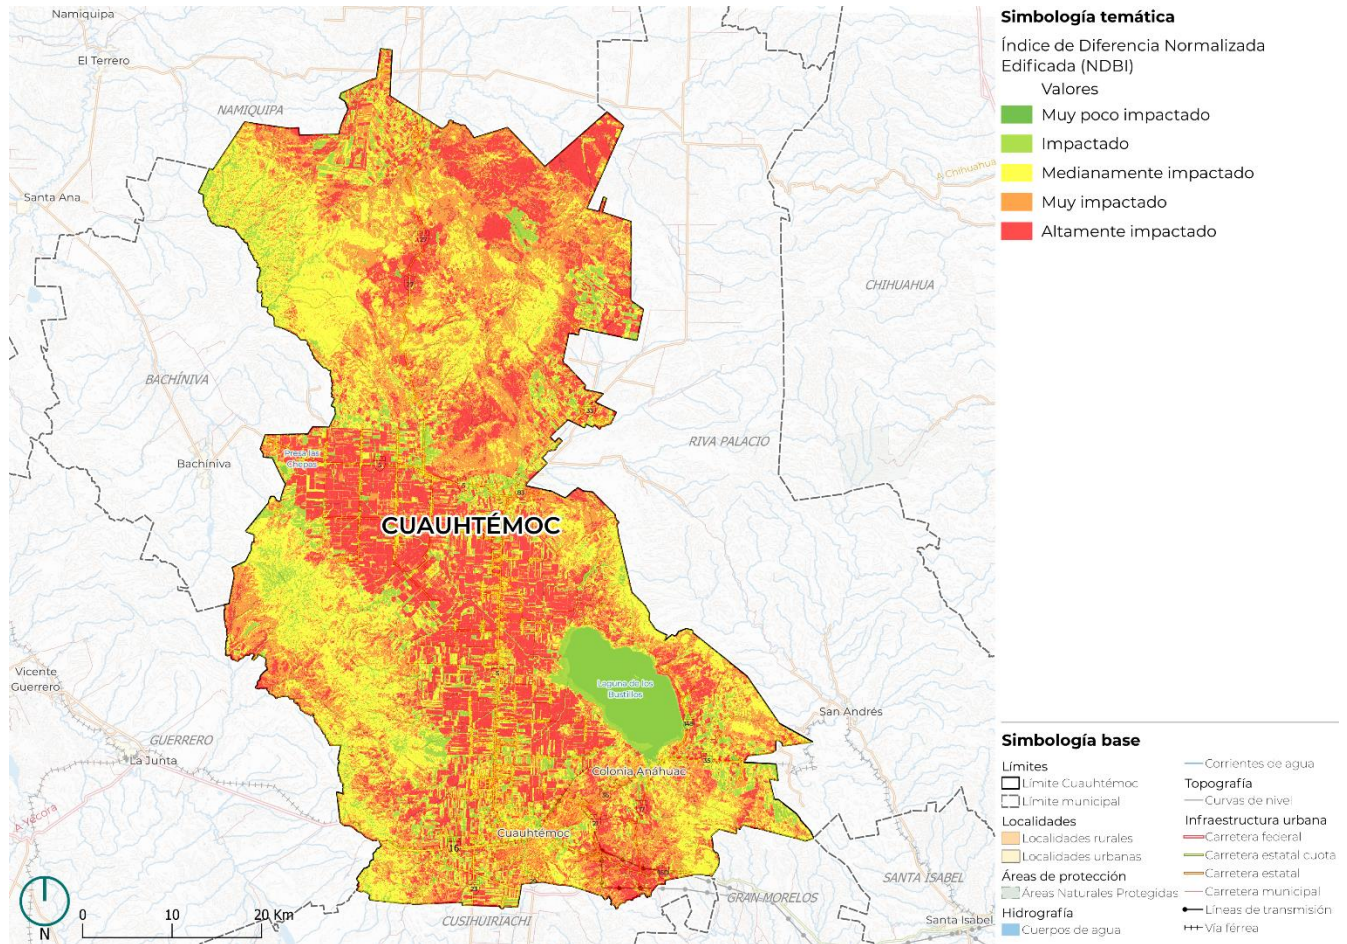 Namiquipa
El Terrero
NAMIQUIPA
Santa Ana
A Chihuahua
CHIHUAHUA
BACHÍNIVA
RIVA PALACIO
Bachíniva
Presa las
Chepas
CUAUHTÉMOC
Vicente
Guerrero
Laguna de los
Bustillos
San Andrés
GUERRERO
La Junta
Colonia Anáhuac
A Yécora
Cuauhtémoc
16
SANTA ISABEL
GRAN MORELOS
CUSIHUIRIACHI
Santa Isabel
N
0 10 20 Km
Simbología temática
Índice de Diferencia Normalizada
Edificada (NDBI)
Valores
Muy poco impactado
Impactado
Medianamente impactado
Muy impactado
Altamente impactado
Simbología base
Límites
Límite Cuauhtémoc
Límite municipal
Localidades
Localidades rurales
Localidades urbanas
Áreas de protección
Áreas Naturales Protegidas
Hidrografía
Cuerpos de agua
Corrientes de agua
Topografía
Curvas de nivel
Infraestructura urbana
Carretera federal
Carretera estatal cuota
Carretera estatal
Carretera municipal
Líneas de transmisión
Vía férrea